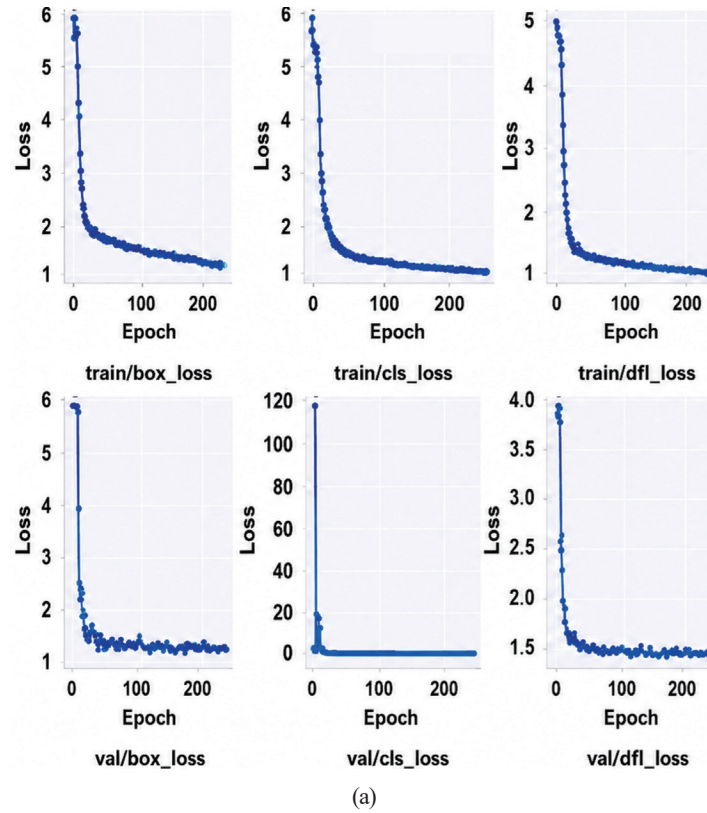 6 6 5
5 5 4
4 4 3
3 3 2
2 2 1
1 1
Loss Loss Loss
0 100 200 0 100 200 0 100 200
Epoch Epoch Epoch
train/box_loss train/cls_loss train/dfl_loss
6 120 4.0
5 100 3.5
4 80 3.0
3 60 2.5
2 40 2.0
1 20 1.5
0
Loss Loss Loss
0 100 200 0 100 200 0 100 200
Epoch Epoch Epoch
val/box_loss val/cls_loss val/dfl_loss
(a)